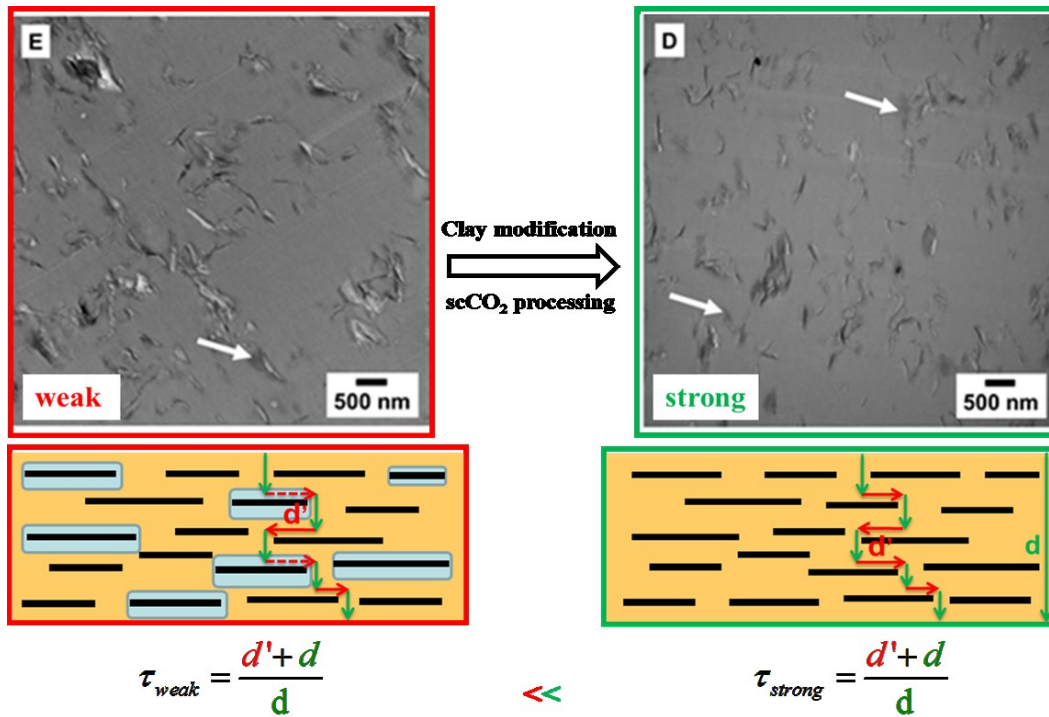 E
D
Clay modification
scCO₂ processing
weak
500 nm
strong
500 nm
d'
d'
d
τweak = d'+d / d
<<
τstrong = d'+d / d